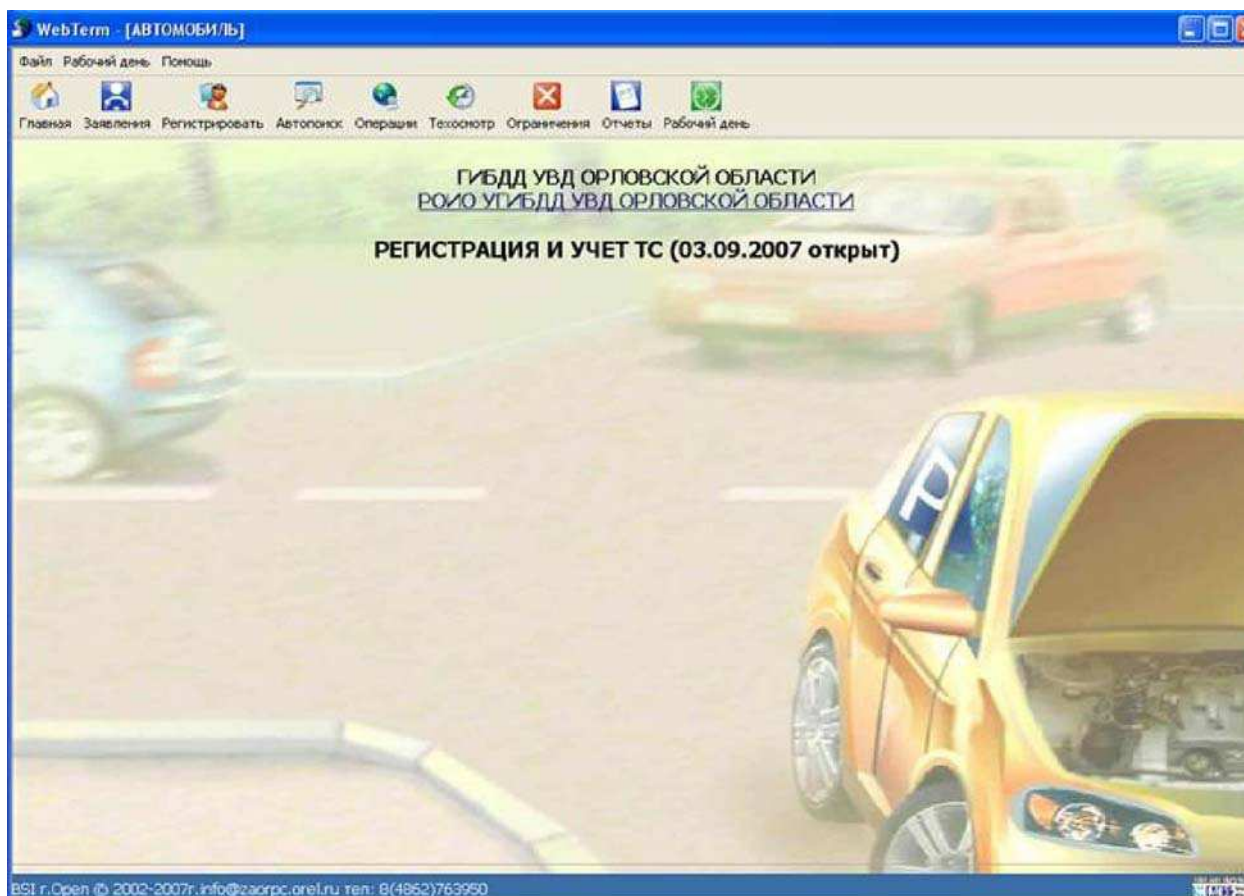 WebTerm - [АВТОМОБИЛЬ]
Файл Рабочий день Помощь
Главная Заявления Регистрировать Автопоиск Операции Техосмотр Ограничения Отчеты Рабочий день
ГИБДД УВД ОРЛОВСКОЙ ОБЛАСТИ
РОИО УГИБДД УВД ОРЛОВСКОЙ ОБЛАСТИ
РЕГИСТРАЦИЯ И УЧЕТ ТС (03.09.2007 открыт)
BSI г.Орел © 2002-2007г.info@zaorpc.orel.ru тел: 8(4862)763950